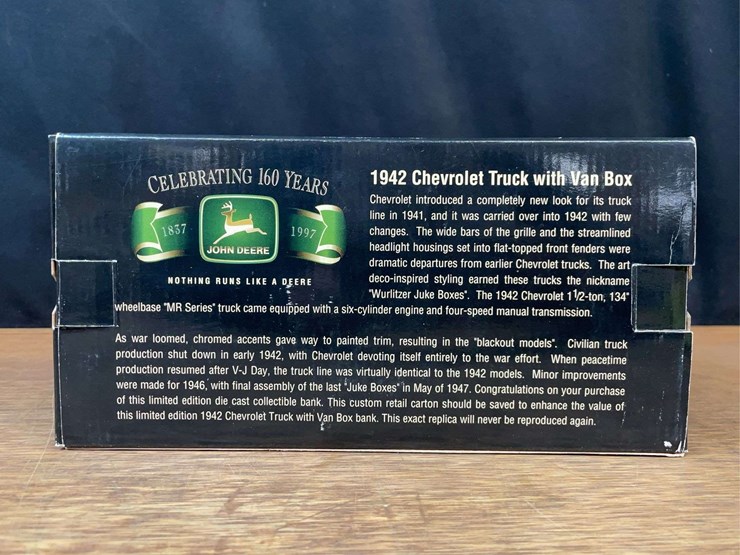 CELEBRATING 160 YEARS
1837
1997
JOHN DEERE
NOTHING RUNS LIKE A DEERE
1942 Chevrolet Truck with Van Box
Chevrolet introduced a completely new look for its truck
line in 1941, and it was carried over into 1942 with few
changes. The wide bars of the grille and the streamlined
headlight housings set into flat-topped front fenders were
dramatic departures from earlier Chevrolet trucks. The art
deco-inspired styling earned these trucks the nickname
"Wurlitzer Juke Boxes". The 1942 Chevrolet 1 1/2-ton, 134"
wheelbase "MR Series" truck came equipped with a six-cylinder engine and four-speed manual transmission.
As war loomed, chromed accents gave way to painted trim, resulting in the "blackout models". Civilian truck
production shut down in early 1942, with Chevrolet devoting itself entirely to the war effort. When peacetime
production resumed after V-J Day, the truck line was virtually identical to the 1942 models. Minor improvements
were made for 1946, with final assembly of the last "Juke Boxes" in May of 1947. Congratulations on your purchase
of this limited edition die cast collectible bank. This custom retail carton should be saved to enhance the value of
this limited edition 1942 Chevrolet Truck with Van Box bank. This exact replica will never be reproduced again.